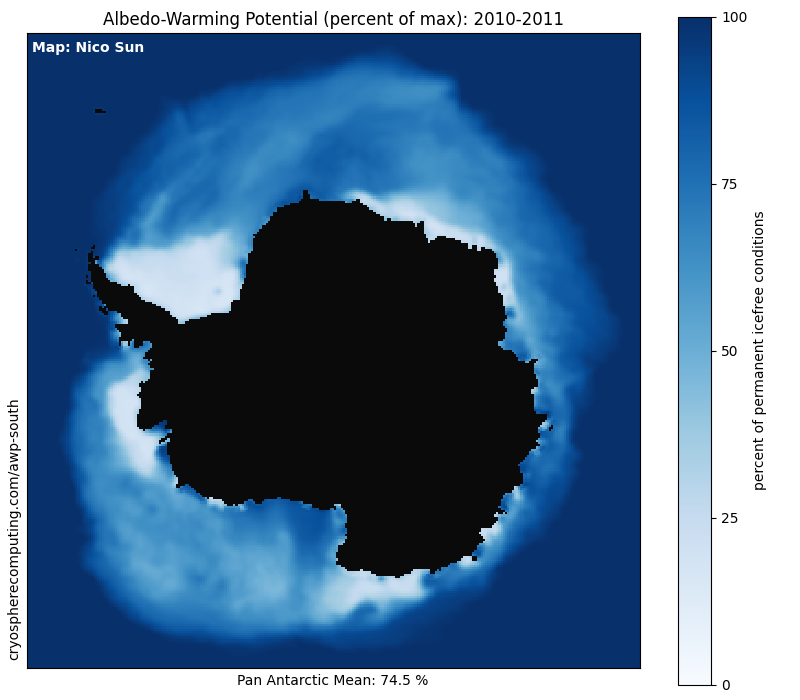 Albedo-Warming Potential (percent of max): 2010-2011
Map: Nico Sun
100
75
50
25
0
percent of permanent icefree conditions
cryospherecomputing.com/awp-south
Pan Antarctic Mean: 74.5 %